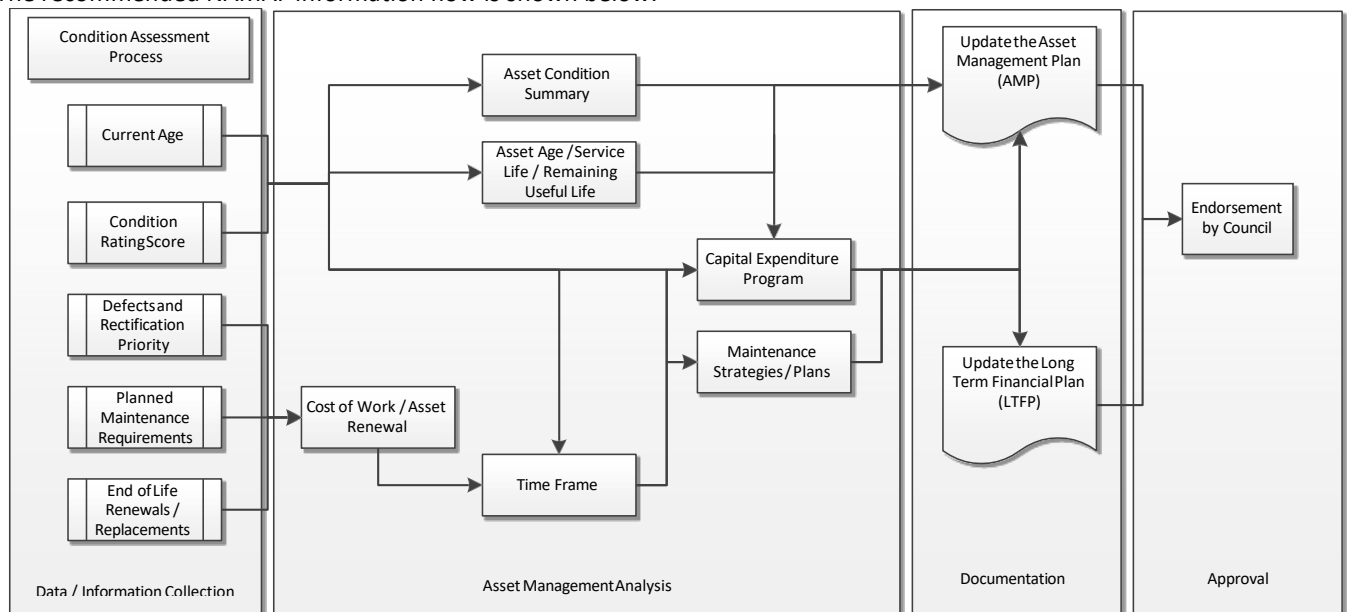 Condition Assessment
Process
Current Age
Condition
Rating Score
Defects and
Rectification
Priority
Planned
Maintenance
Requirements
End of Life
Renewals /
Replacements
Data / Information Collection
Asset Condition
Summary
Asset Age / Service
Life / Remaining
Useful Life
Capital Expenditure
Program
Maintenance
Strategies / Plans
Cost of Work / Asset
Renewal
Time Frame
Asset Management Analysis
Update the Asset
Management Plan
(AMP)
Update the Long
Term Financial Plan
(LTFP)
Documentation
Endorsement
by Council
Approval